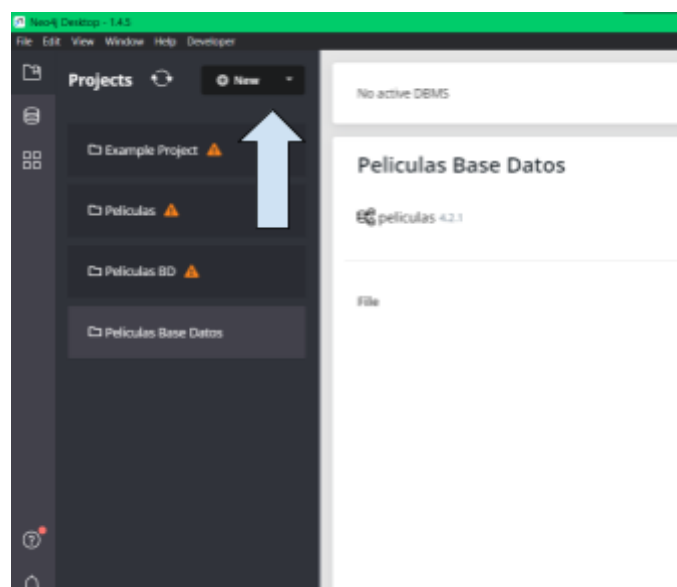 Neo4j Desktop - 1.4.5
File Edit View Window Help Developer
Projects
New
Example Project
Peliculas
Peliculas BD
Peliculas Base Datos
No active DBMS
Peliculas Base Datos
peliculas 4.2.1
File